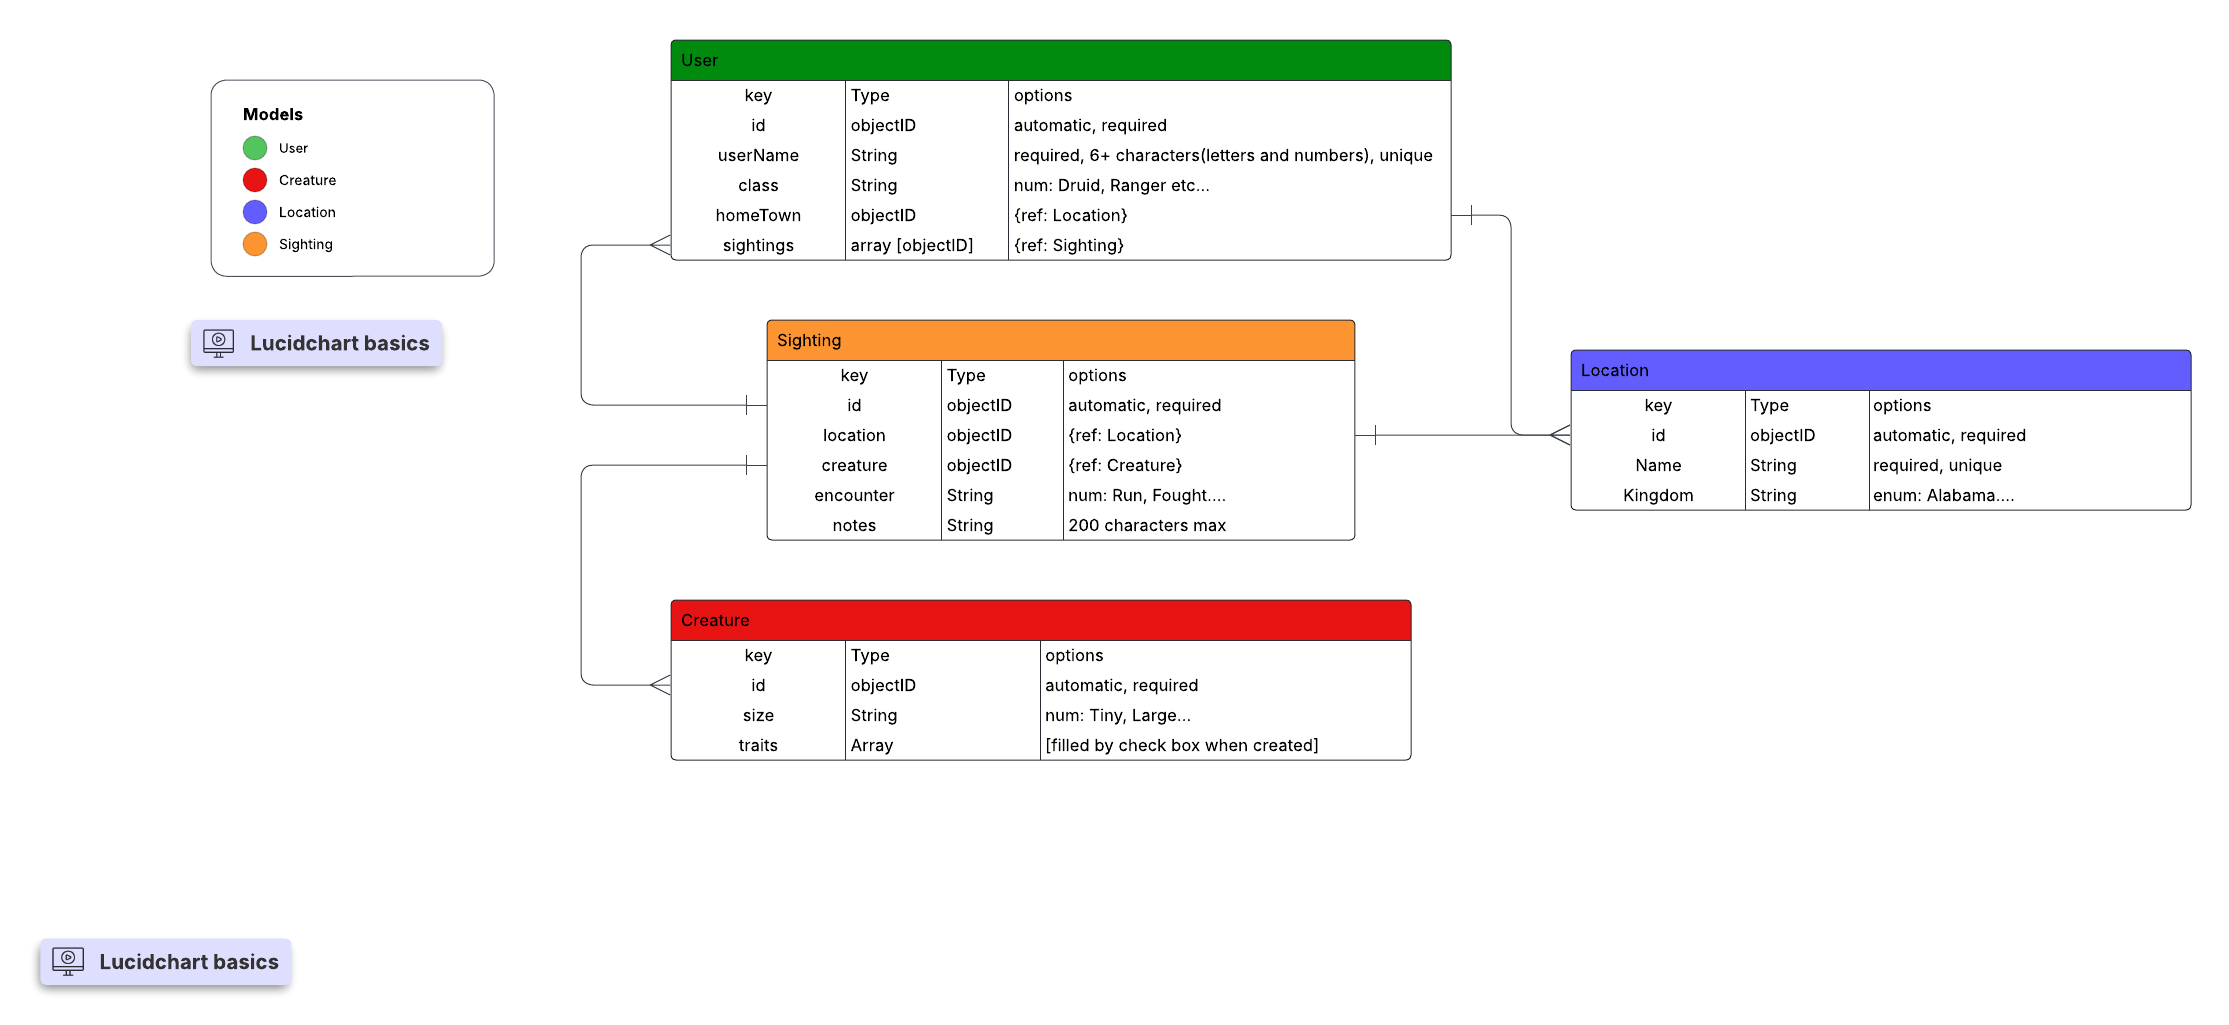 Models
User
Creature
Location
Sighting
Lucidchart basics
User
key Type options
id objectID automatic, required
userName String required, 6+ characters(letters and numbers), unique
class String num: Druid, Ranger etc...
homeTown objectID {ref: Location}
sightings array [objectID] {ref: Sighting}
Sighting
key Type options
id objectID automatic, required
location objectID {ref: Location}
creature objectID {ref: Creature}
encounter String num: Run, Fought....
notes String 200 characters max
Location
key Type options
id objectID automatic, required
Name String required, unique
Kingdom String enum: Alabama....
Creature
key Type options
id objectID automatic, required
size String num: Tiny, Large...
traits Array [filled by check box when created]
Lucidchart basics